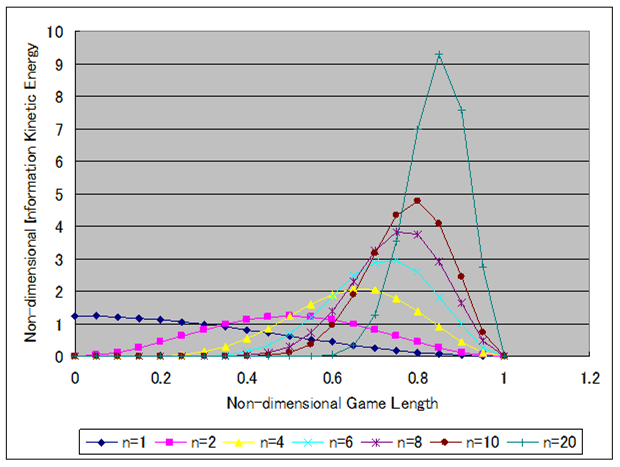 10
9
8
7
6
5
4
3
2
1
0
Non-dimensional Information Kinetic Energy
0 0.2 0.4 0.6 0.8 1 1.2
Non-dimensional Game Length
n=1 n=2 n=4 n=6 n=8 n=10 n=20